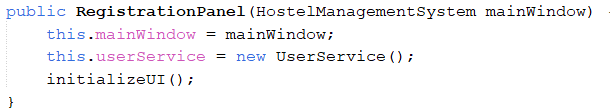 public RegistrationPanel(HostelManagementSystem mainWindow)
this.mainWindow = mainWindow;
this.userService = new UserService();
initializeUI();
}